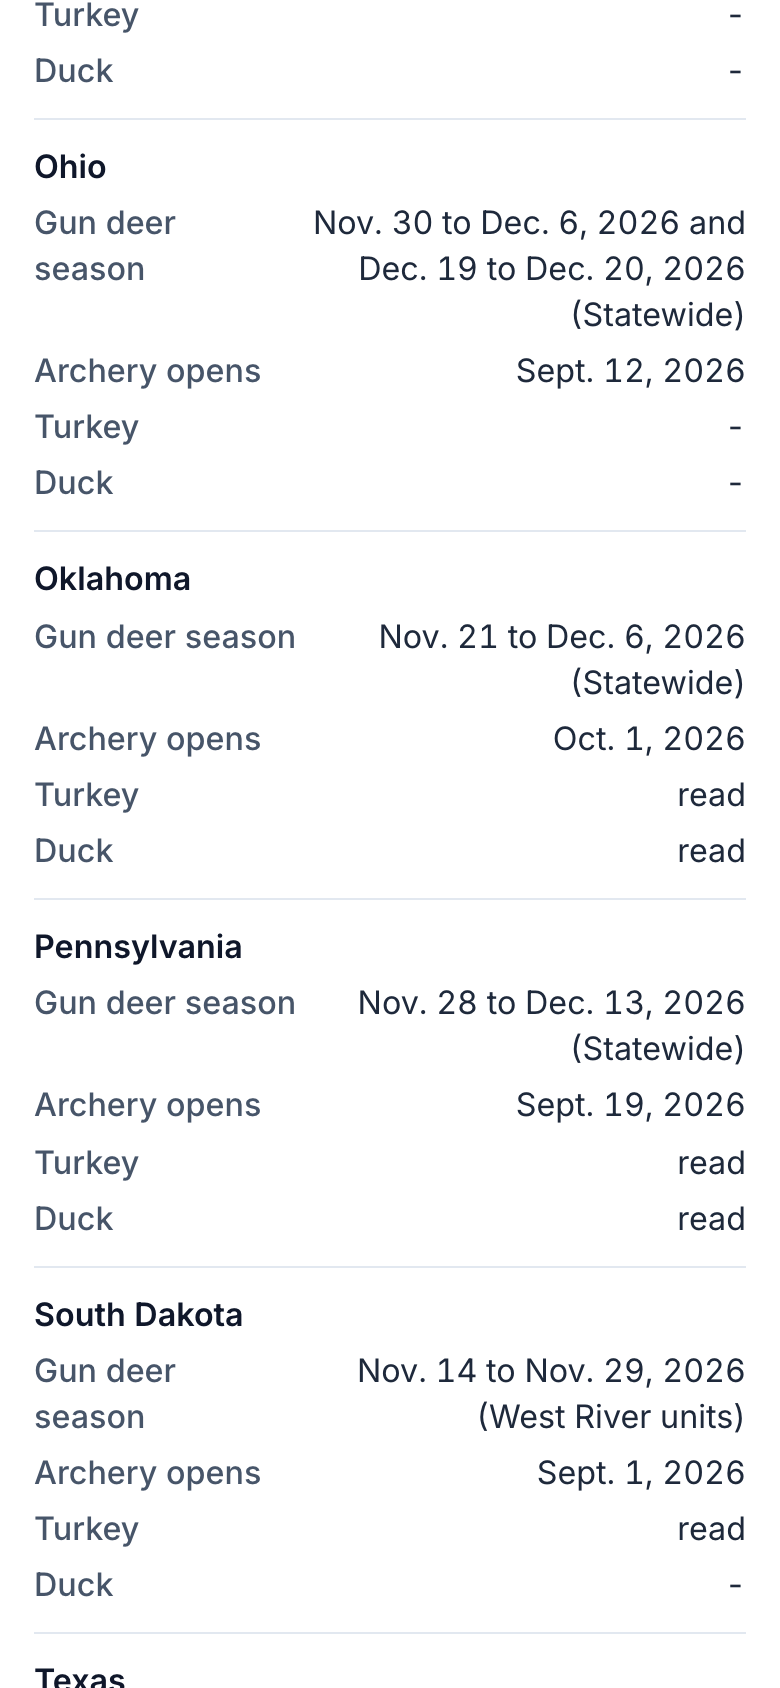 Turkey -
Duck -
Ohio
Gun deer season Nov. 30 to Dec. 6, 2026 and
Dec. 19 to Dec. 20, 2026
(Statewide)
Archery opens Sept. 12, 2026
Turkey -
Duck -
Oklahoma
Gun deer season Nov. 21 to Dec. 6, 2026
(Statewide)
Archery opens Oct. 1, 2026
Turkey read
Duck read
Pennsylvania
Gun deer season Nov. 28 to Dec. 13, 2026
(Statewide)
Archery opens Sept. 19, 2026
Turkey read
Duck read
South Dakota
Gun deer Nov. 14 to Nov. 29, 2026
season (West River units)
Archery opens Sept. 1, 2026
Turkey read
Duck -
Texas